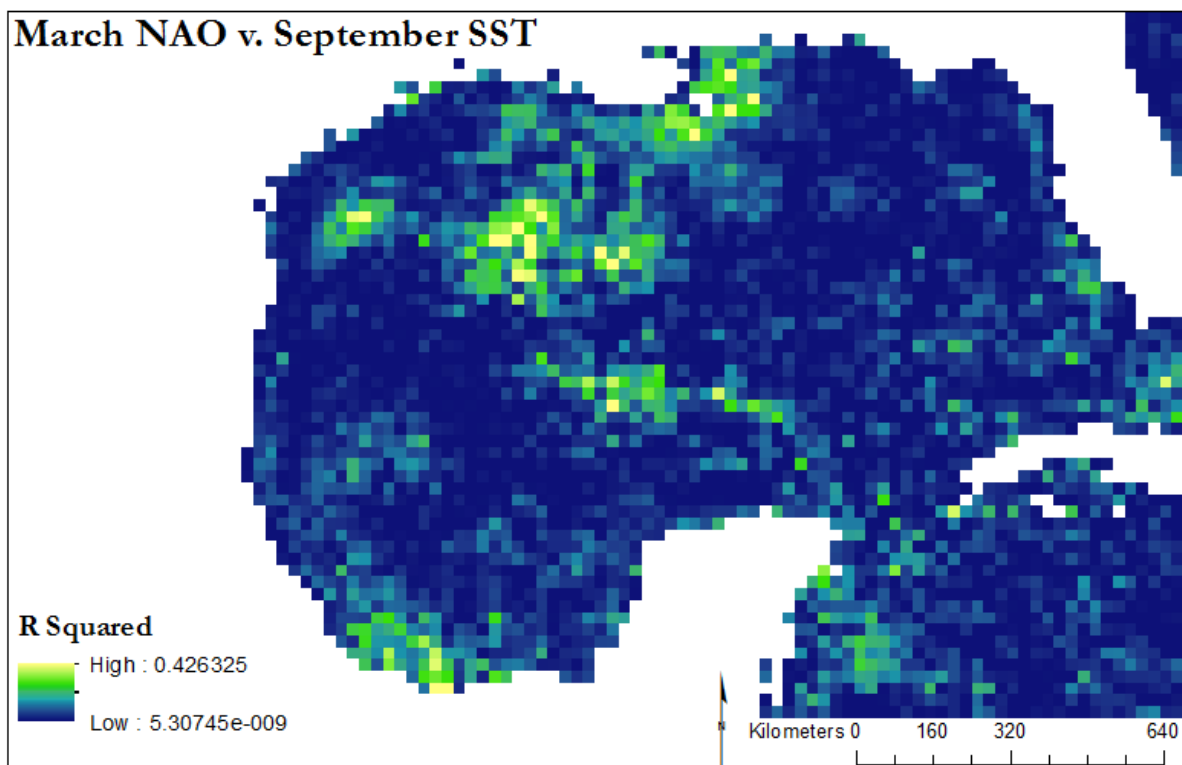 March NAO v. September SST
R Squared
High : 0.426325
Low : 5.30745e-009
Kilometers 0 160 320 640